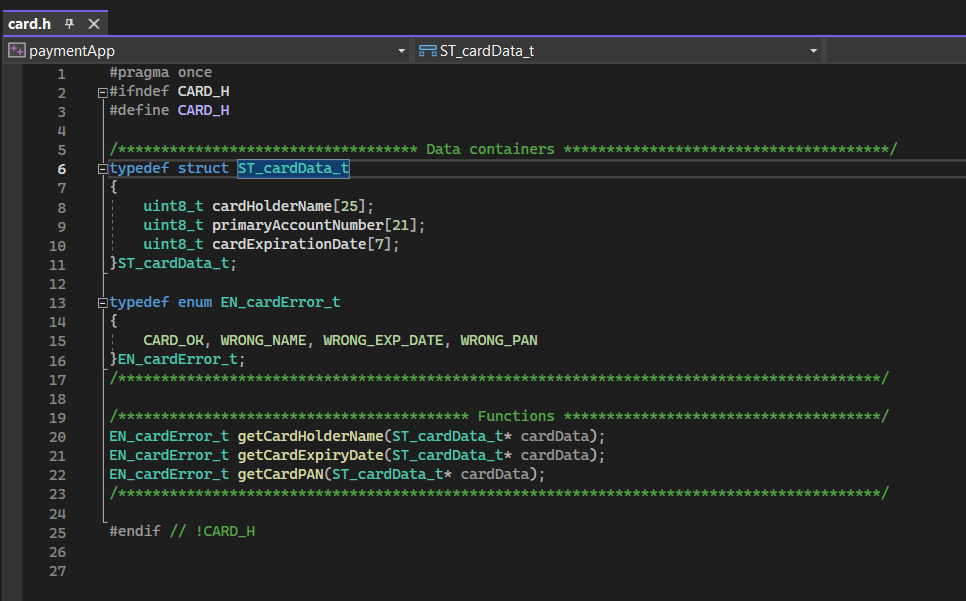 card.h
paymentApp ST_cardData_t
1 #pragma once
2 #ifndef CARD_H
3 #define CARD_H
4
5 /*********************************** Data containers **************************************/
6 typedef struct ST_cardData_t
7 {
8 uint8_t cardHolderName[25];
9 uint8_t primaryAccountNumber[21];
10 uint8_t cardExpirationDate[7];
11 }ST_cardData_t;
12
13 typedef enum EN_cardError_t
14 {
15 CARD_OK, WRONG_NAME, WRONG_EXP_DATE, WRONG_PAN
16 }EN_cardError_t;
17 /*****************************************************************************************/
18
19 /***************************************** Functions *************************************/
20 EN_cardError_t getCardHolderName(ST_cardData_t* cardData);
21 EN_cardError_t getCardExpiryDate(ST_cardData_t* cardData);
22 EN_cardError_t getCardPAN(ST_cardData_t* cardData);
23 /*****************************************************************************************/
24
25 #endif // !CARD_H
26
27